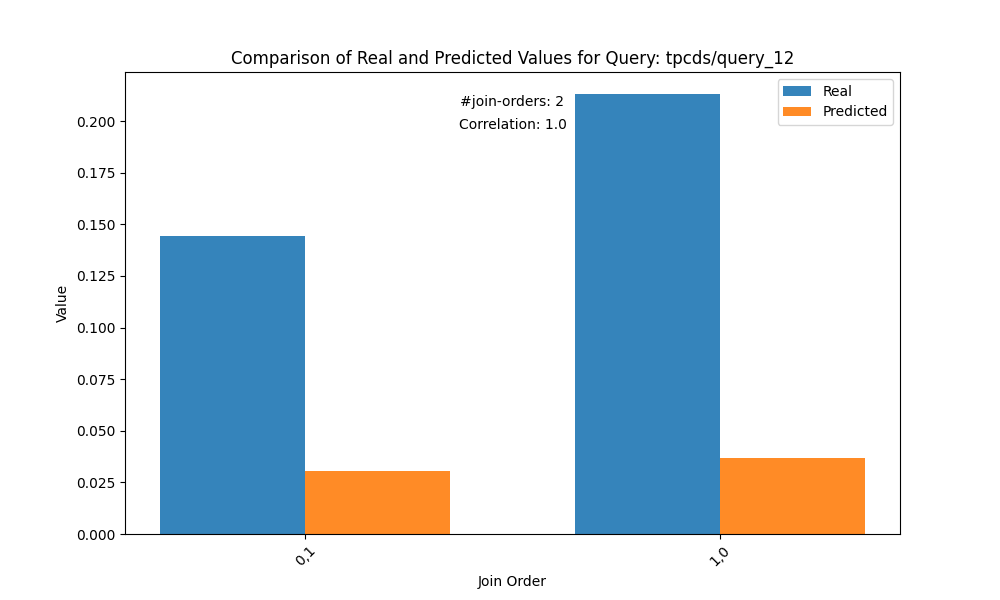 Comparison of Real and Predicted Values for Query: tpcds/query_12
#join-orders: 2
Correlation: 1.0
Real
Predicted
0.200
0.175
0.150
0.125
0.100
0.075
0.050
0.025
0.000
Value
0,1
1,0
Join Order